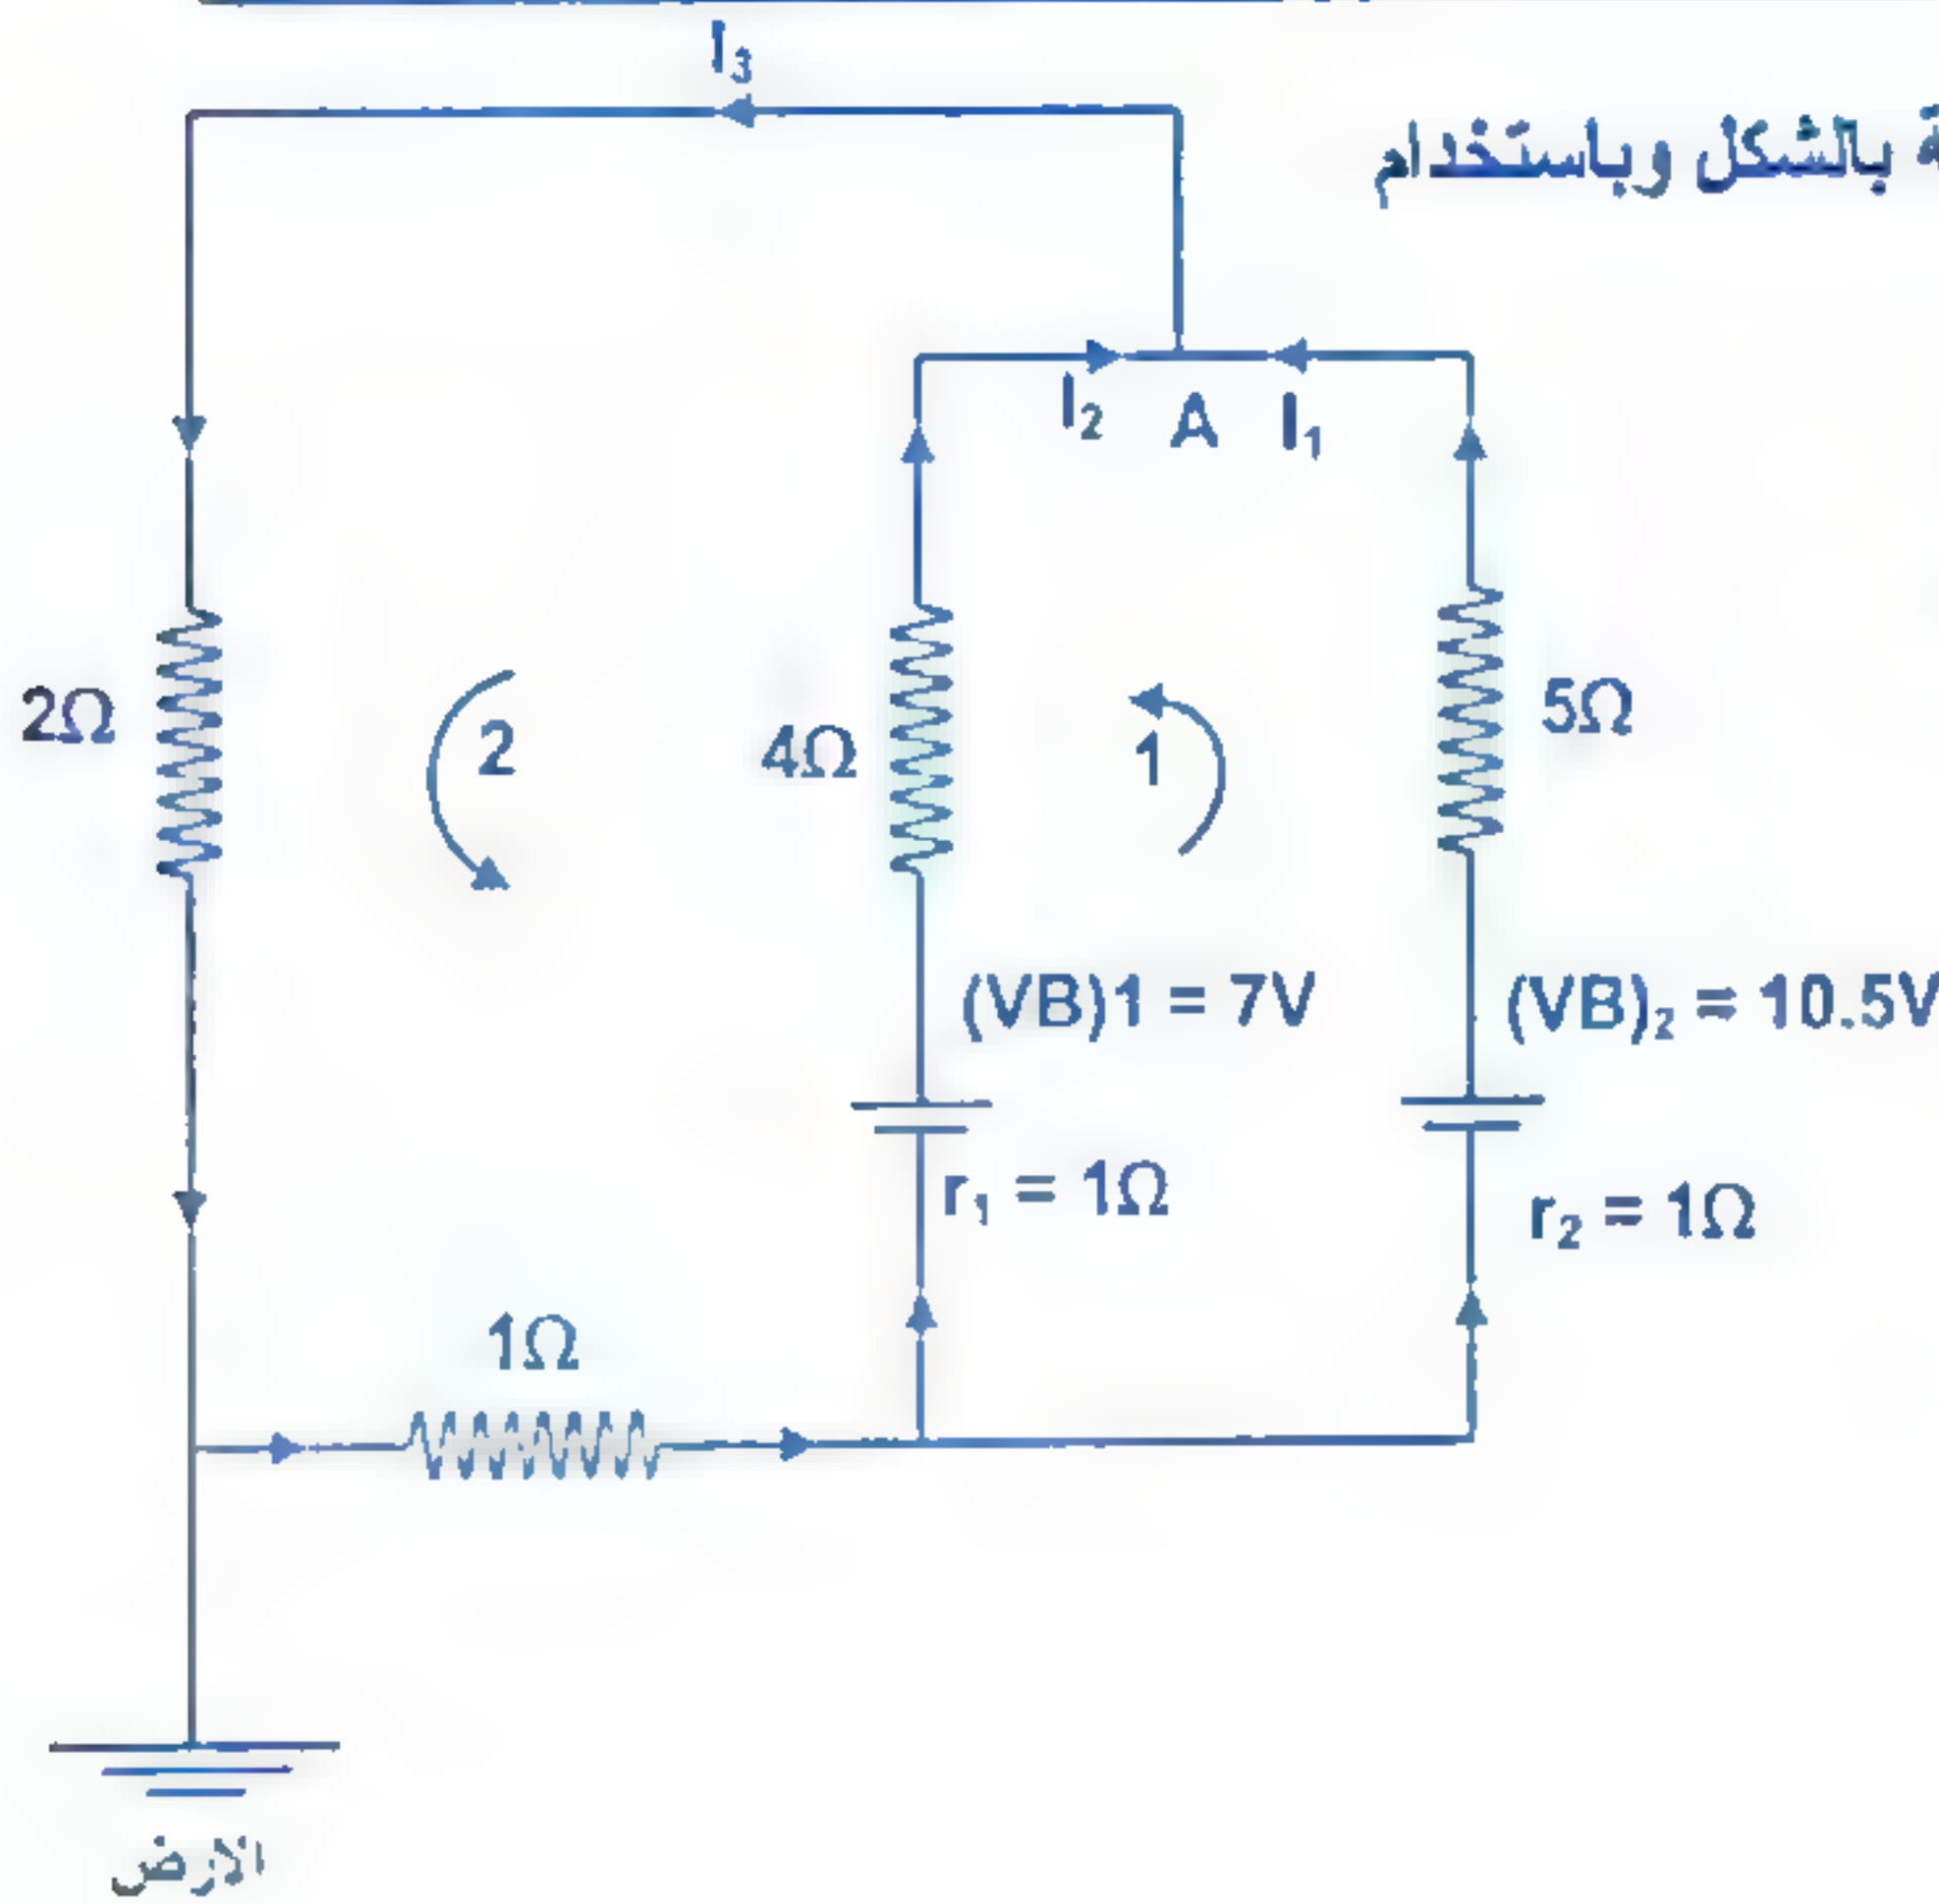 I₃
بالشكل وباستخدام
I₂ A I₁
2Ω
2
4Ω
1
5Ω
(VB)1 = 7V
(VB)₂ = 10.5V
r₁ = 1Ω
r₂ = 1Ω
1Ω
الارض